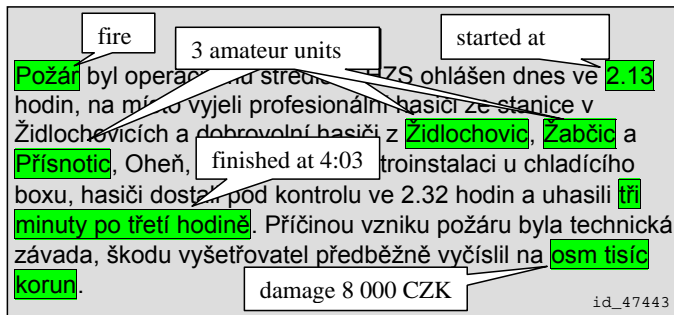 fire
3 amateur units
started at
Požár byl HZS ohlášen dnes ve 2.13
hodin, na místo vyjeli profesionální hasiči ze stanice v
Židlochovicích a dobrovolní hasiči z Židlochovic, Žabčic a
Přísnotic, Oheň,
finished at 4:03
u chladícího
boxu, hasiči dostali pod kontrolu ve 2.32 hodin a uhasili tři
minuty po třetí hodině. Příčinou vzniku požáru byla technická
závada, škodu vyšetřovatel předběžně vyčíslil na osm tisíc
korun.
damage 8 000 CZK
id_47443